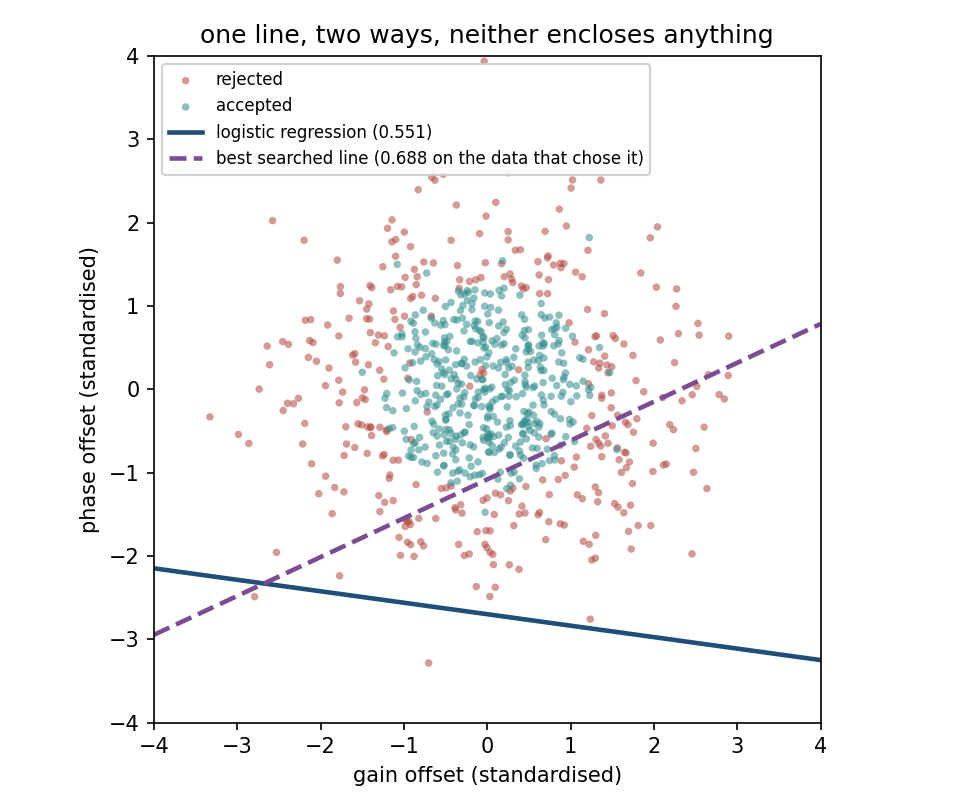 one line, two ways, neither encloses anything
rejected
accepted
logistic regression (0.551)
best searched line (0.688 on the data that chose it)
4
3
2
1
0
−1
−2
−3
−4
phase offset (standardised)
−4 −3 −2 −1 0 1 2 3 4
gain offset (standardised)